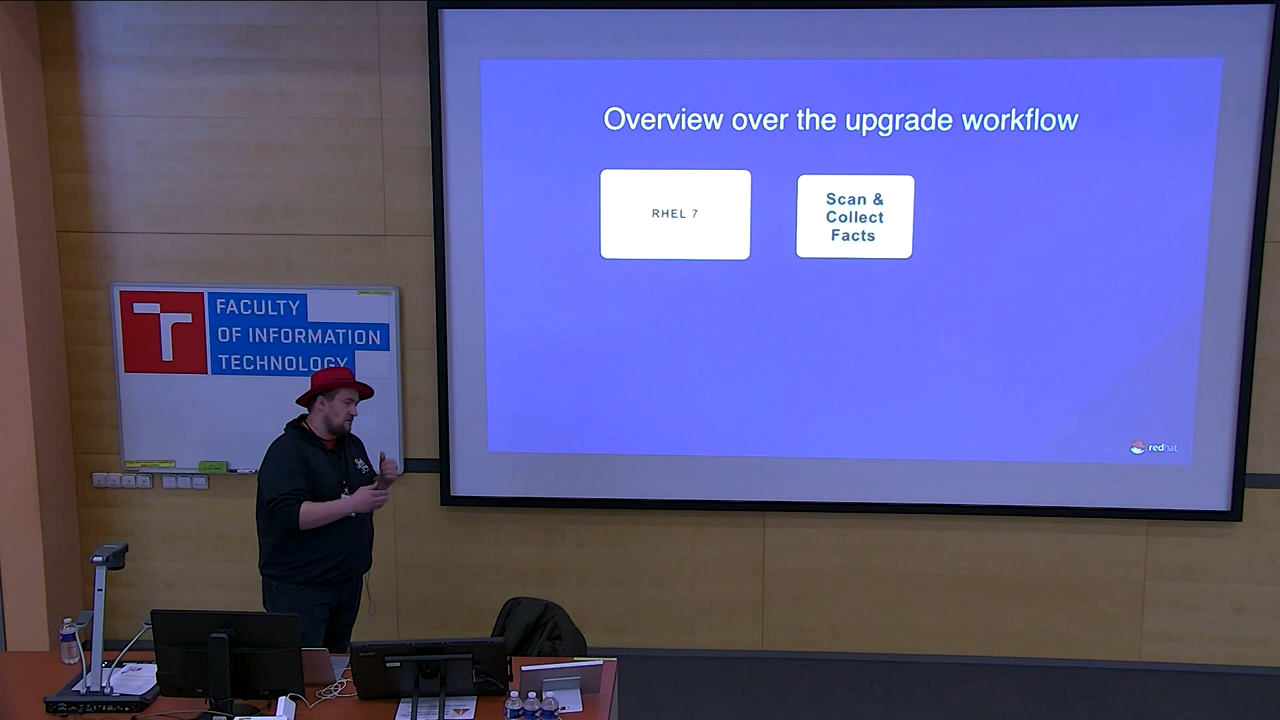 Overview over the upgrade workflow
RHEL 7
Scan &
Collect
Facts
redhat
FACULTY
OF INFORMATION
TECHNOLOGY